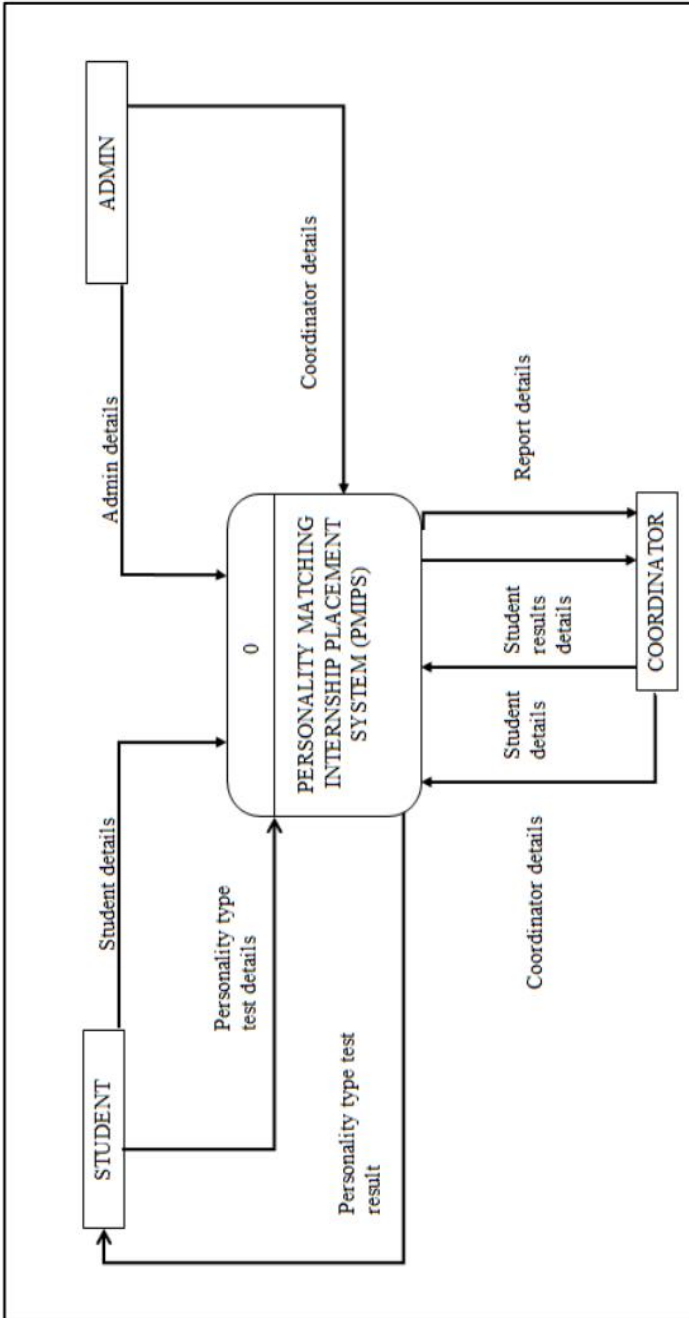 STUDENT
Student details
Admin details
ADMIN
Personality type
test details
0
PERSONALITY MATCHING
INTERNSHIP PLACEMENT
SYSTEM (PMIPS)
Coordinator details
Personality type test
result
Student
details
Student
results
details
Report details
Coordinator details
COORDINATOR